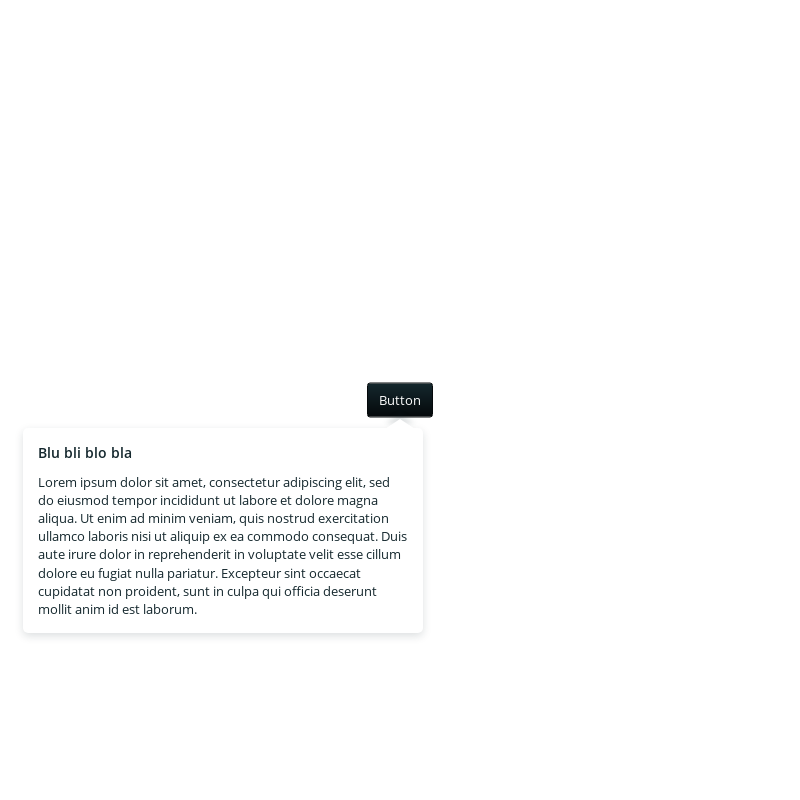 Button
Blu bli blo bla
Lorem ipsum dolor sit amet, consectetur adipiscing elit, sed
do eiusmod tempor incididunt ut labore et dolore magna
aliqua. Ut enim ad minim veniam, quis nostrud exercitation
ullamco laboris nisi ut aliquip ex ea commodo consequat. Duis
aute irure dolor in reprehenderit in voluptate velit esse cillum
dolore eu fugiat nulla pariatur. Excepteur sint occaecat
cupidatat non proident, sunt in culpa qui officia deserunt
mollit anim id est laborum.